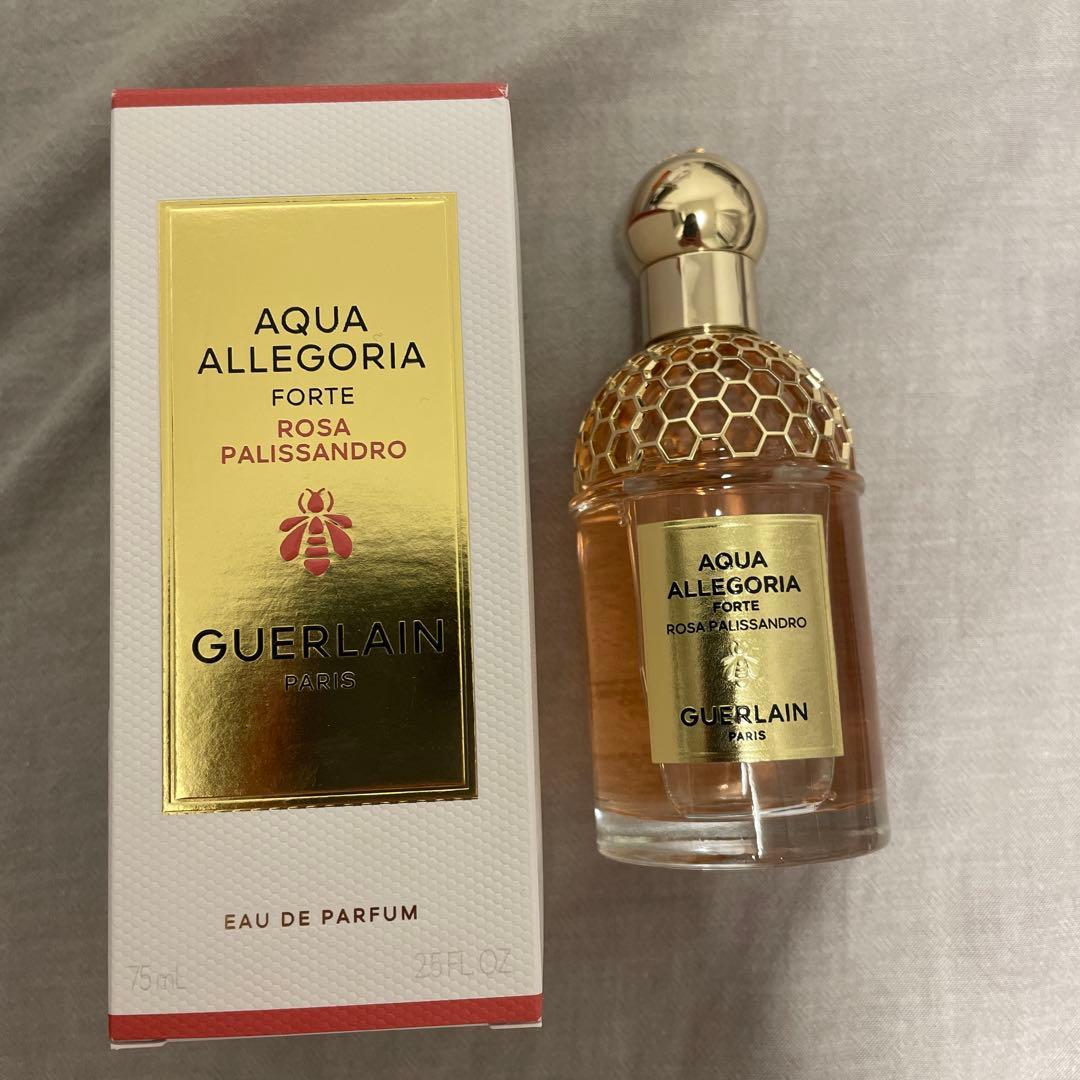 AQUA
ALLEGORIA
FORTE
ROSA
PALISSANDRO
GUERLAIN
PARIS
EAU DE PARFUM
75 mL
2.5 FL OZ
AQUA
ALLEGORIA
FORTE
ROSA PALISSANDRO
GUERLAIN
PARIS